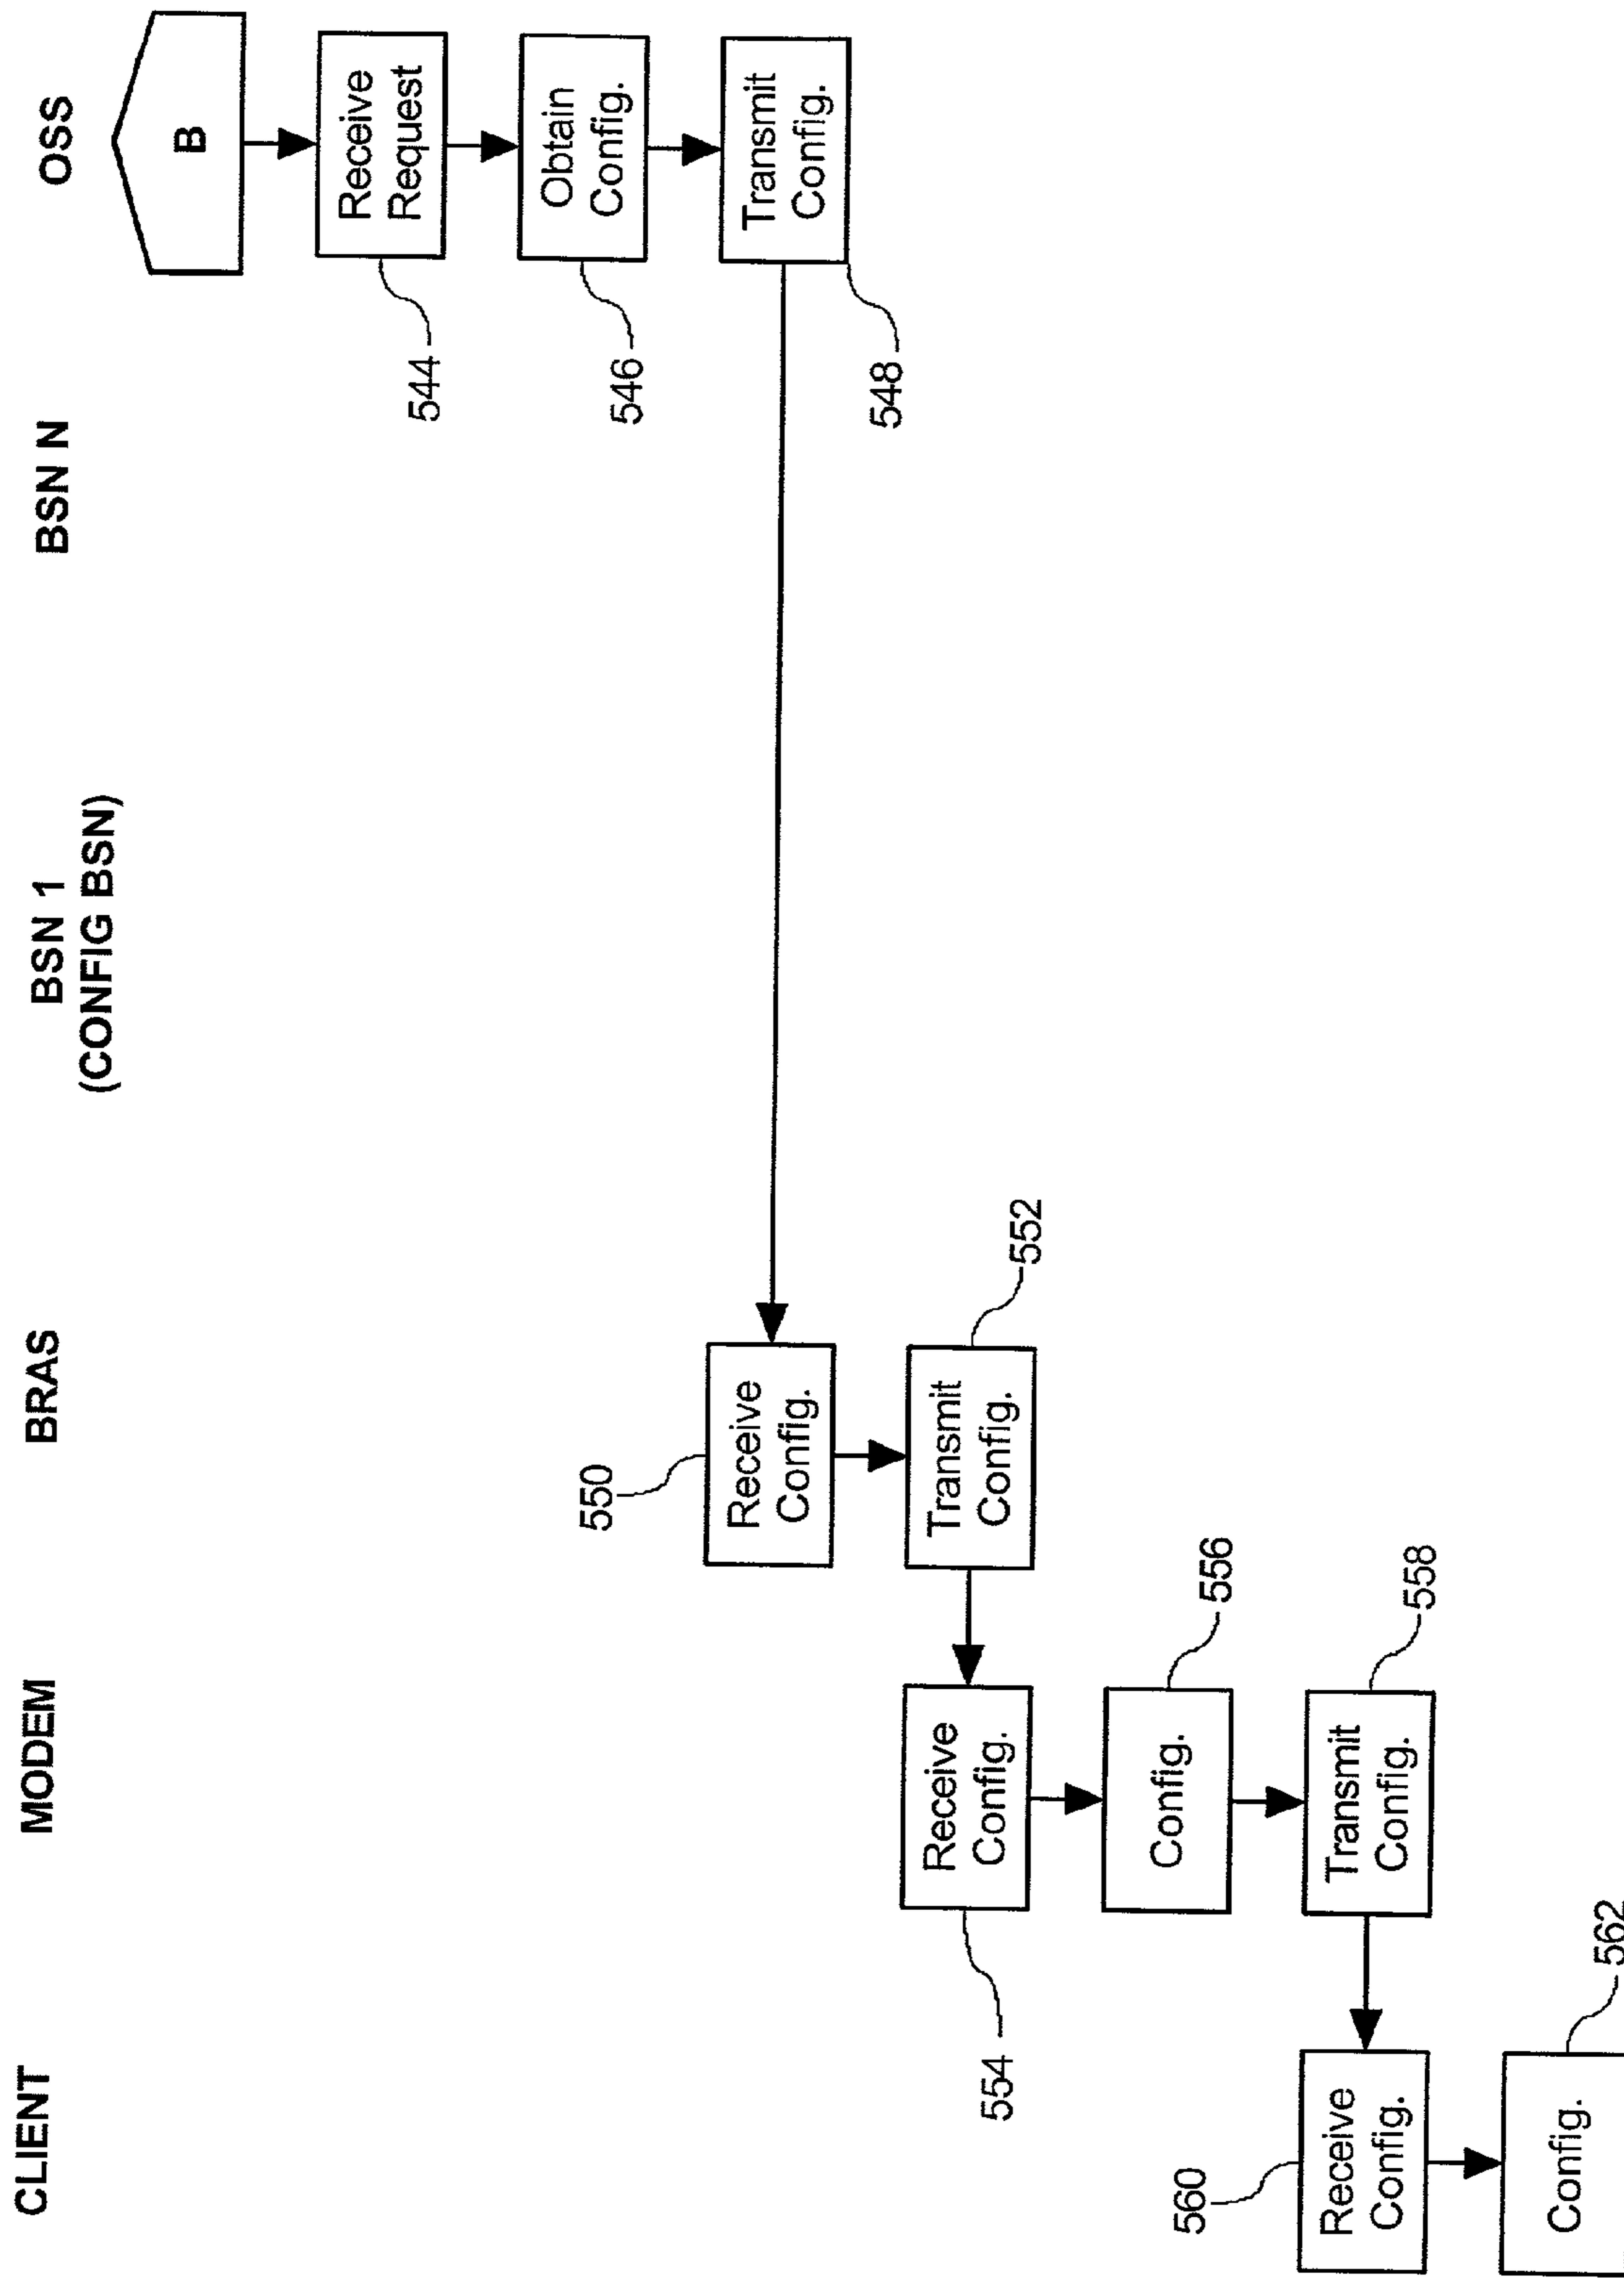 CLIENT
MODEM
BRAS
BSN 1
(CONFIG BSN)
BSN N
OSS
B
Receive
Request
544
Obtain
Config.
546
Transmit
Config.
548
550
Receive
Config.
Transmit
Config.
552
Receive
Config.
554
Config.
556
Transmit
Config.
558
560
Receive
Config.
Config.
562